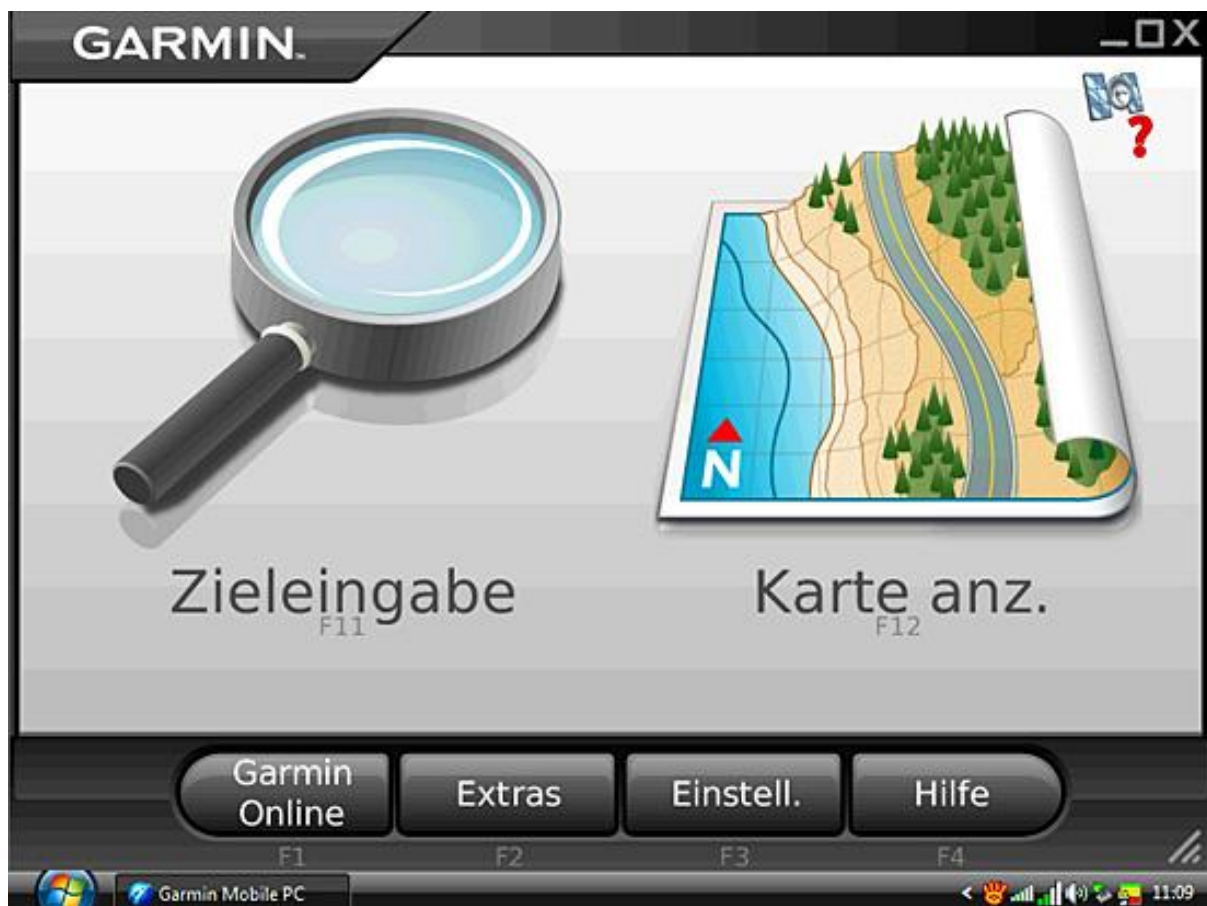 GARMIN™
Zieleingabe
F11
Karte anz.
F12
N
Garmin
Online
Extras
Einstell.
Hilfe
F1
F2
F3
F4
Garmin Mobile PC
11:09